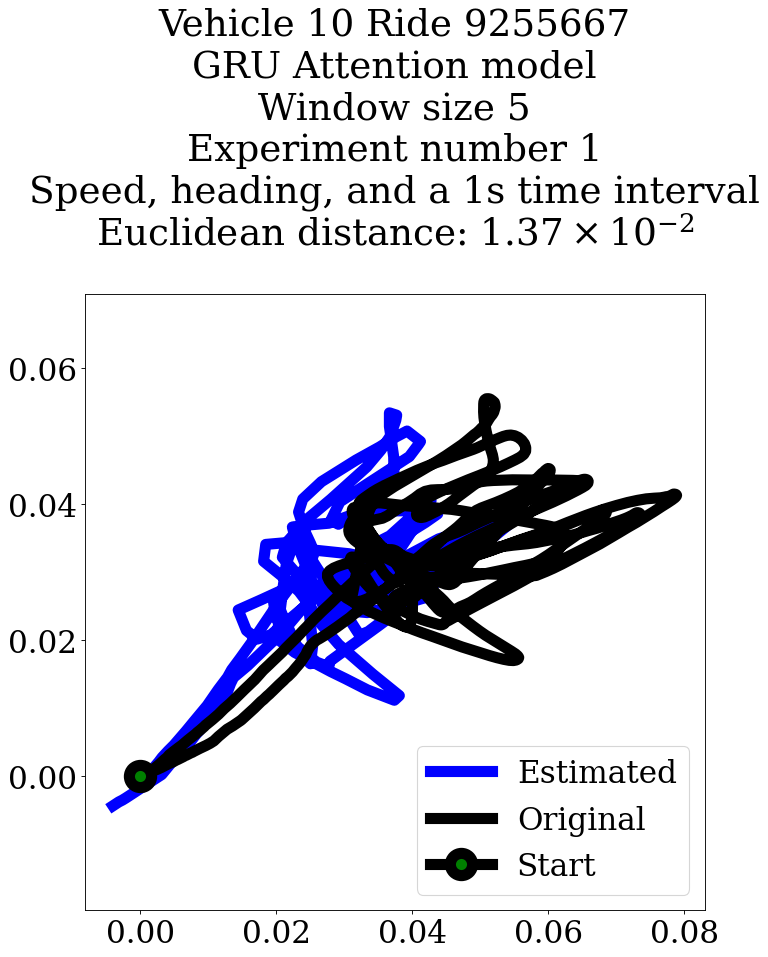 Vehicle 10 Ride 9255667
GRU Attention model
Window size 5
Experiment number 1
Speed, heading, and a 1s time interval
Euclidean distance: 1.37 × 10⁻²
0.06
0.04
0.02
0.00
Estimated
Original
Start
0.00 0.02 0.04 0.06 0.08